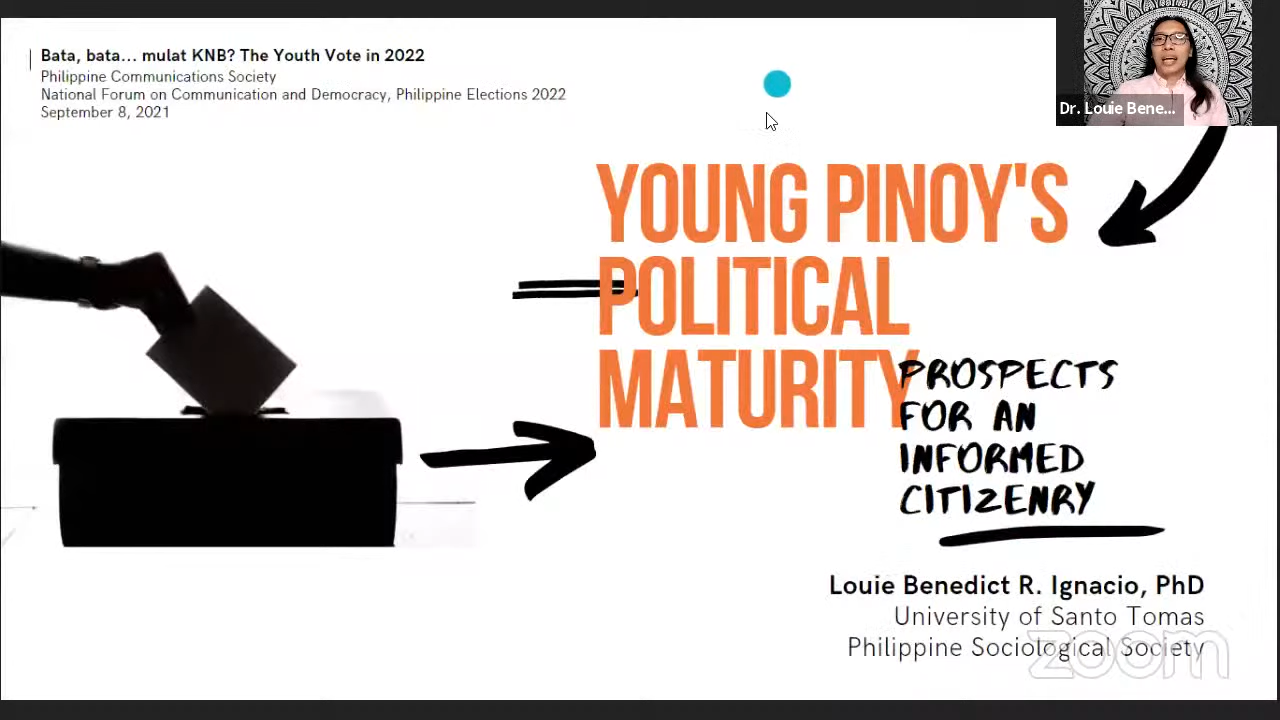 Bata, bata... mulat KNB? The Youth Vote in 2022
Philippine Communications Society
National Forum on Communication and Democracy, Philippine Elections 2022
September 8, 2021
Dr. Louie Bene...
YOUNG PINOY'S
POLITICAL
MATURITY
PROSPECTS
FOR AN
INFORMED
CITIZENRY
Louie Benedict R. Ignacio, PhD
University of Santo Tomas
Philippine Sociological Society
zoom